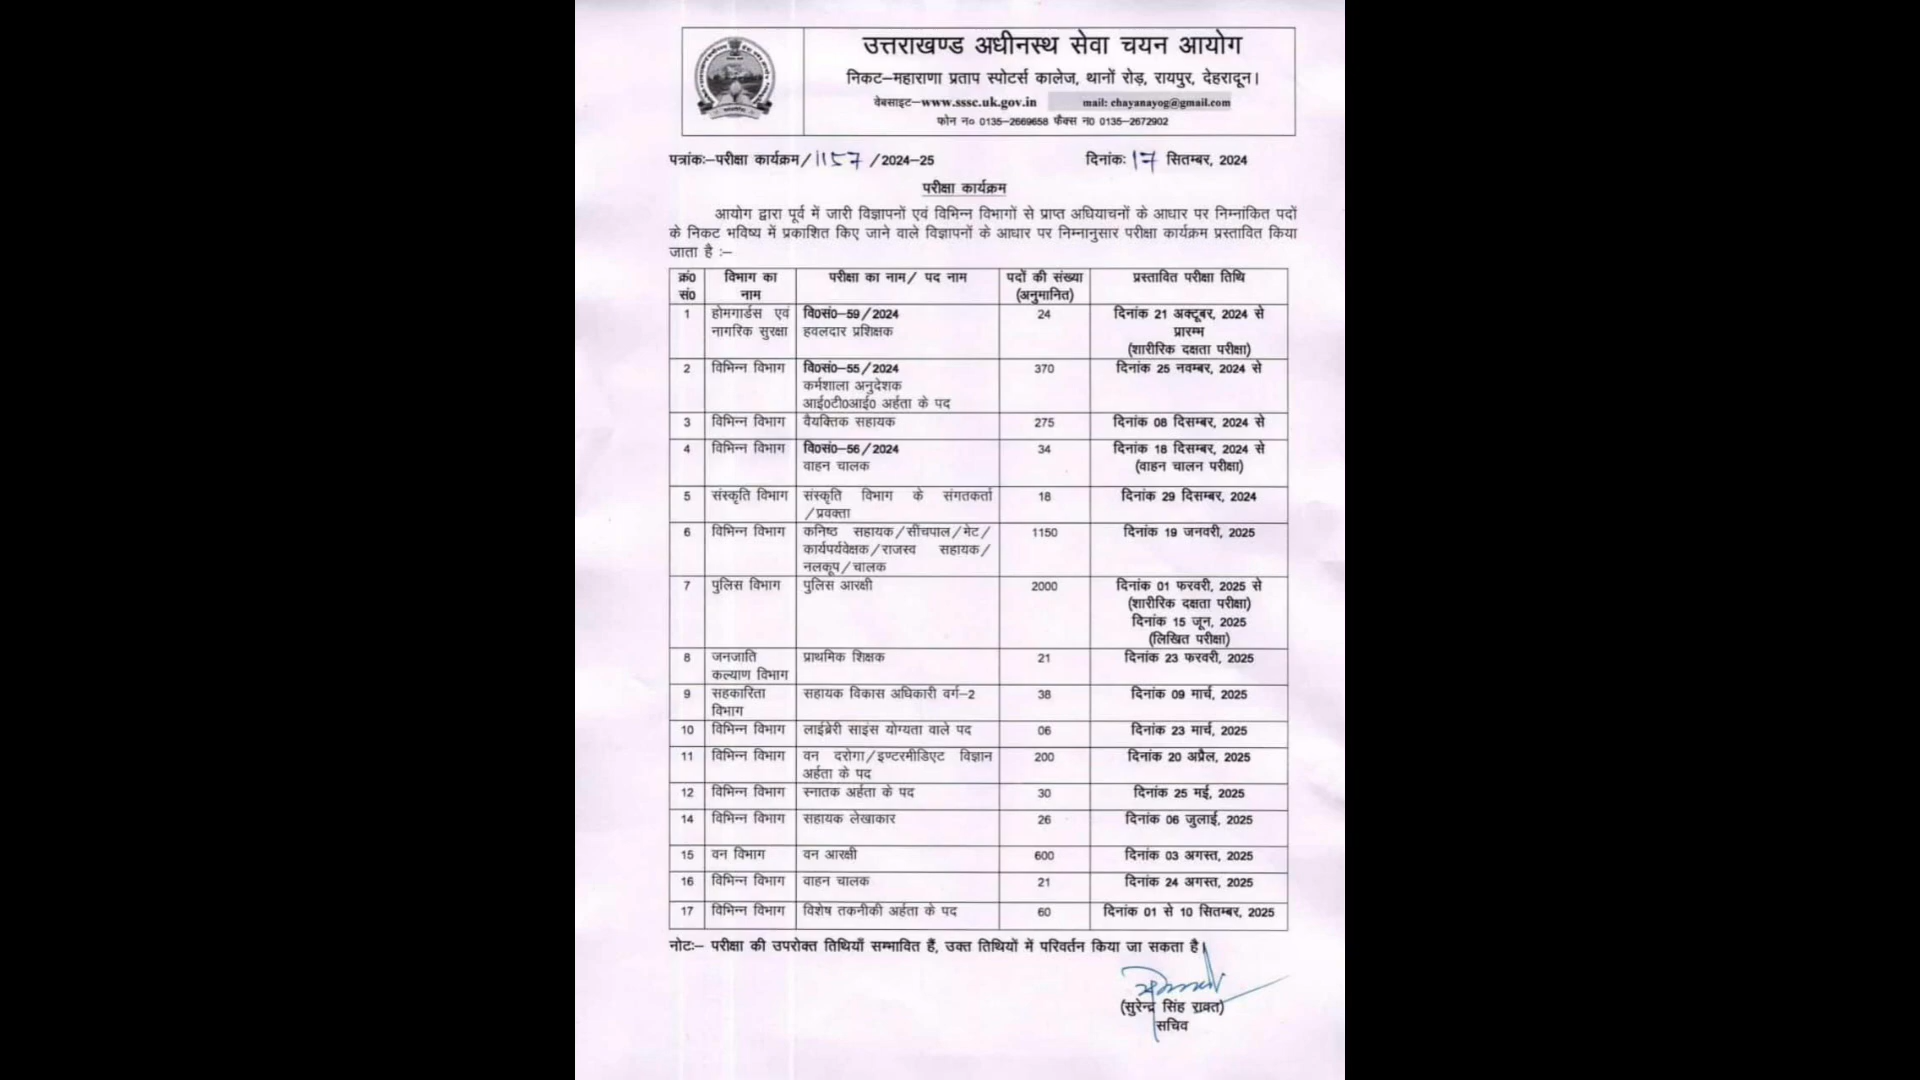 उत्तराखण्ड अधीनस्थ सेवा चयन आयोग
निकट–महाराणा प्रताप स्पोटर्स कालेज, थानों रोड़, रायपुर, देहरादून।
वेबसाइट–www.sssc.uk.gov.in mail: chayanayog@gmail.com
फोन न० 0135–2669658 फैक्स न0 0135–2672902
पत्रांकः–परीक्षा कार्यक्रम/1157/2024–25 दिनांकः 17 सितम्बर, 2024
परीक्षा कार्यक्रम
आयोग द्वारा पूर्व में जारी विज्ञापनों एवं विभिन्न विभागों से प्राप्त अधियाचनों के आधार पर निम्नांकित पदों
के निकट भविष्य में प्रकाशित किए जाने वाले विज्ञापनों के आधार पर निम्नानुसार परीक्षा कार्यक्रम प्रस्तावित किया
जाता है :–
क्र0 विभाग का परीक्षा का नाम/ पद नाम पदों की संख्या प्रस्तावित परीक्षा तिथि
सं0 नाम (अनुमानित)
1 होमगार्डस एवं वि0सं0–59/2024 24 दिनांक 21 अक्टूबर, 2024 से
नागरिक सुरक्षा हवलदार प्रशिक्षक प्रारम्भ
(शारीरिक दक्षता परीक्षा)
2 विभिन्न विभाग वि0सं0–55/2024 370 दिनांक 25 नवम्बर, 2024 से
कर्मशाला अनुदेशक
आई0टी0आई0 अर्हता के पद
3 विभिन्न विभाग वैयक्तिक सहायक 275 दिनांक 08 दिसम्बर, 2024 से
4 विभिन्न विभाग वि0सं0–56/2024 34 दिनांक 18 दिसम्बर, 2024 से
वाहन चालक (वाहन चालन परीक्षा)
5 संस्कृति विभाग संस्कृति विभाग के संगतकर्ता 18 दिनांक 29 दिसम्बर, 2024
/प्रवक्ता
6 विभिन्न विभाग कनिष्ठ सहायक/सींचपाल/मेट/ 1150 दिनांक 19 जनवरी, 2025
कार्यपर्यवेक्षक/राजस्व सहायक/
नलकूप/चालक
7 पुलिस विभाग पुलिस आरक्षी 2000 दिनांक 01 फरवरी, 2025 से
(शारीरिक दक्षता परीक्षा)
दिनांक 15 जून, 2025
(लिखित परीक्षा)
8 जनजाति प्राथमिक शिक्षक 21 दिनांक 23 फरवरी, 2025
कल्याण विभाग
9 सहकारिता सहायक विकास अधिकारी वर्ग–2 38 दिनांक 09 मार्च, 2025
विभाग
10 विभिन्न विभाग लाईब्रेरी साइंस योग्यता वाले पद 06 दिनांक 23 मार्च, 2025
11 विभिन्न विभाग वन दरोगा/इण्टरमीडिएट विज्ञान 200 दिनांक 20 अप्रैल, 2025
अर्हता के पद
12 विभिन्न विभाग स्नातक अर्हता के पद 30 दिनांक 25 मई, 2025
14 विभिन्न विभाग सहायक लेखाकार 26 दिनांक 06 जुलाई, 2025
15 वन विभाग वन आरक्षी 600 दिनांक 03 अगस्त, 2025
16 विभिन्न विभाग वाहन चालक 21 दिनांक 24 अगस्त, 2025
17 विभिन्न विभाग विशेष तकनीकी अर्हता के पद 60 दिनांक 01 से 10 सितम्बर, 2025
नोटः– परीक्षा की उपरोक्त तिथियाँ सम्भावित हैं, उक्त तिथियों में परिवर्तन किया जा सकता है।
(सुरेन्द्र सिंह रावत)
सचिव